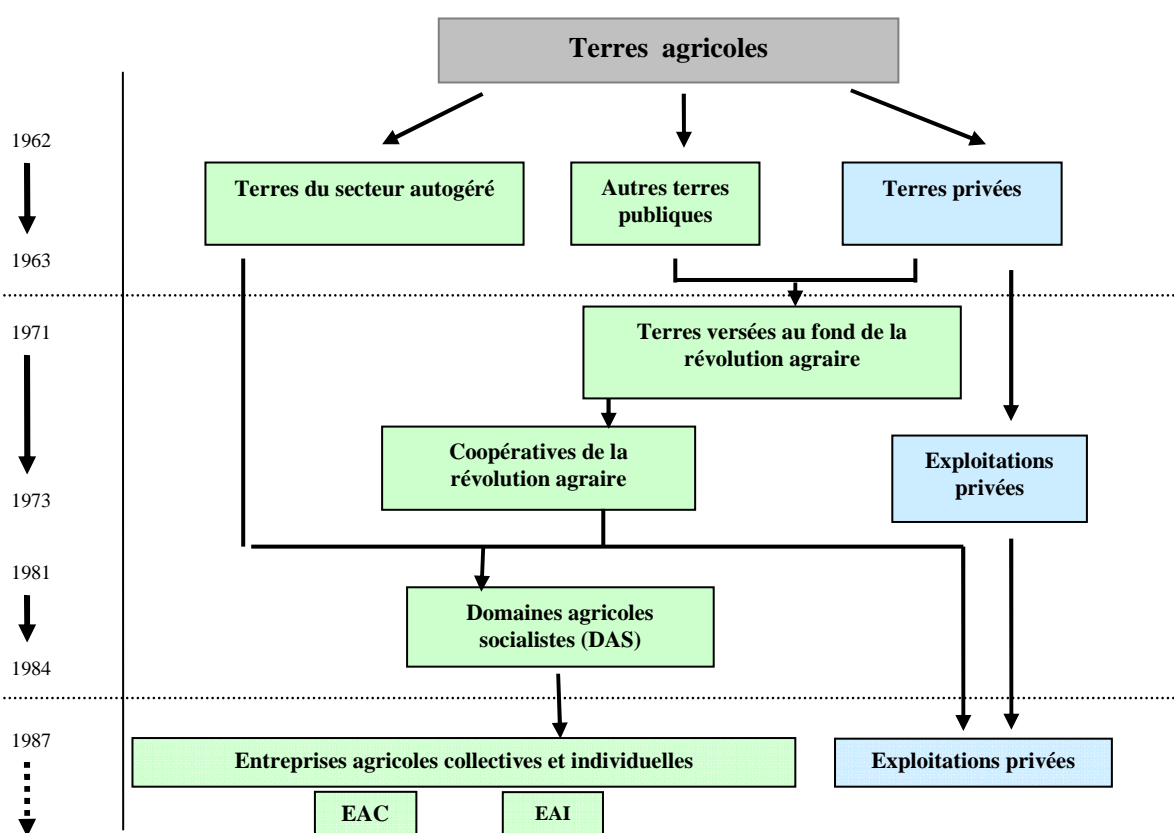 Terres agricoles
1962
Terres du secteur autogéré
Autres terres
publiques
Terres privées
1963
1971
Terres versées au fond de la
révolution agraire
Coopératives de la
révolution agraire
Exploitations
privées
1973
1981
Domaines agricoles
socialistes (DAS)
1984
1987
Entreprises agricoles collectives et individuelles
Exploitations privées
EAC
EAI